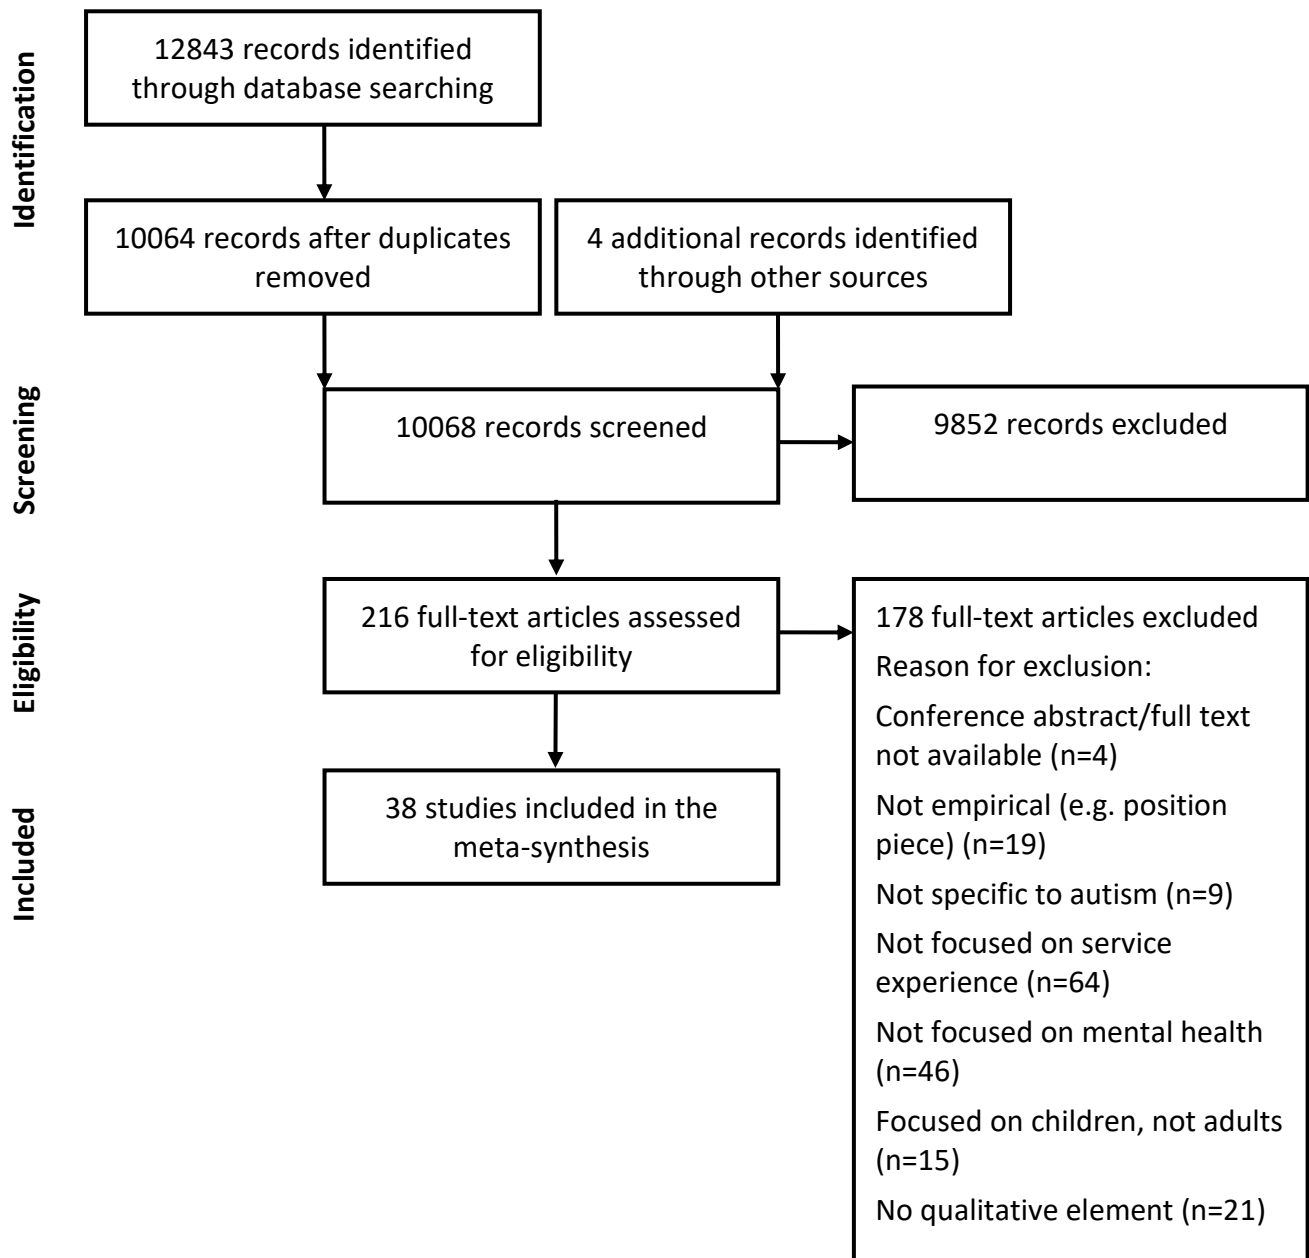 Identification
12843 records identified
through database searching
10064 records after duplicates
removed
4 additional records identified
through other sources
Screening
10068 records screened
9852 records excluded
Eligibility
216 full-text articles assessed
for eligibility
178 full-text articles excluded
Reason for exclusion:
Conference abstract/full text
not available (n=4)
Not empirical (e.g. position
piece) (n=19)
Not specific to autism (n=9)
Not focused on service
experience (n=64)
Not focused on mental health
(n=46)
Focused on children, not adults
(n=15)
No qualitative element (n=21)
Included
38 studies included in the
meta-synthesis